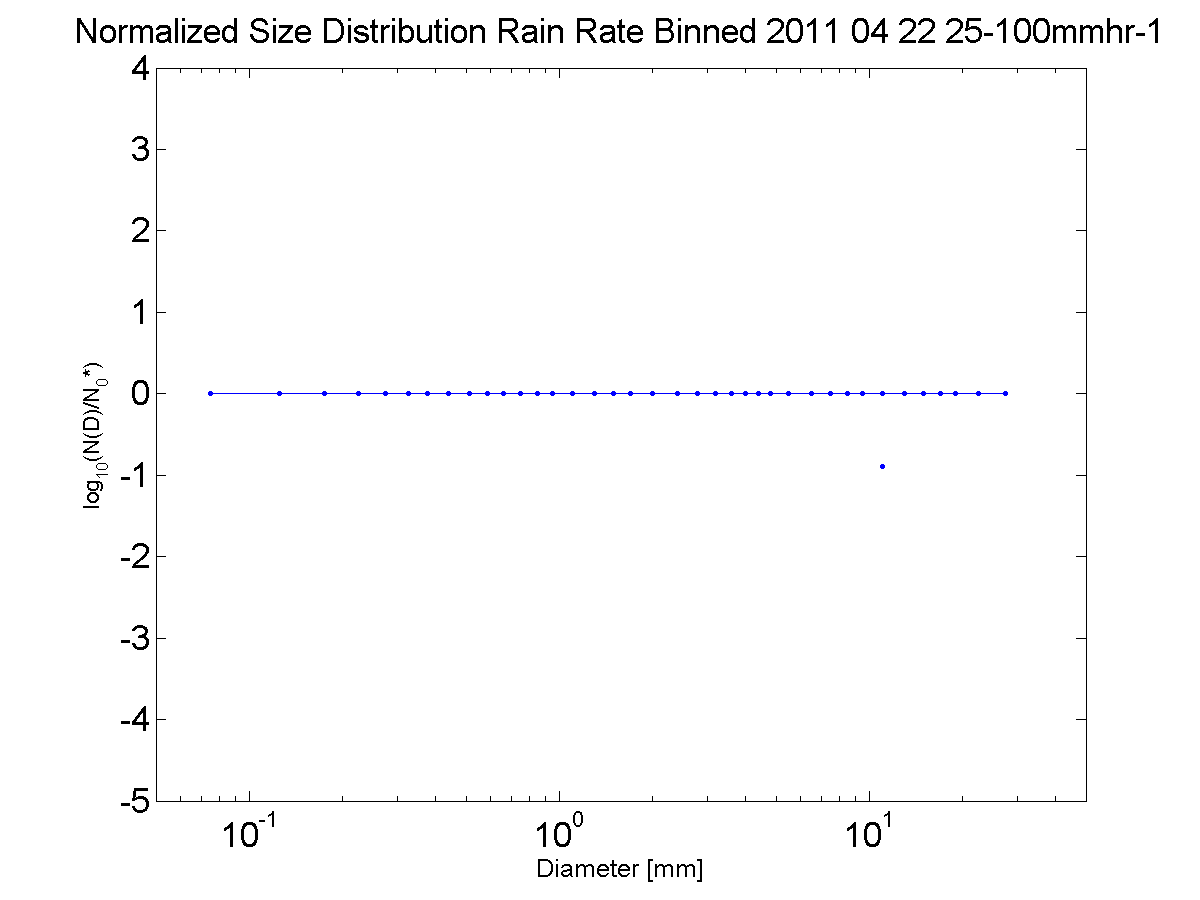 Normalized Size Distribution Rain Rate Binned 2011 04 22 25-100mmhr-1
4
3
2
1
0
-1
-2
-3
-4
-5
log₁₀(N(D)/N₀*)
10⁻¹ 10⁰ 10¹
Diameter [mm]